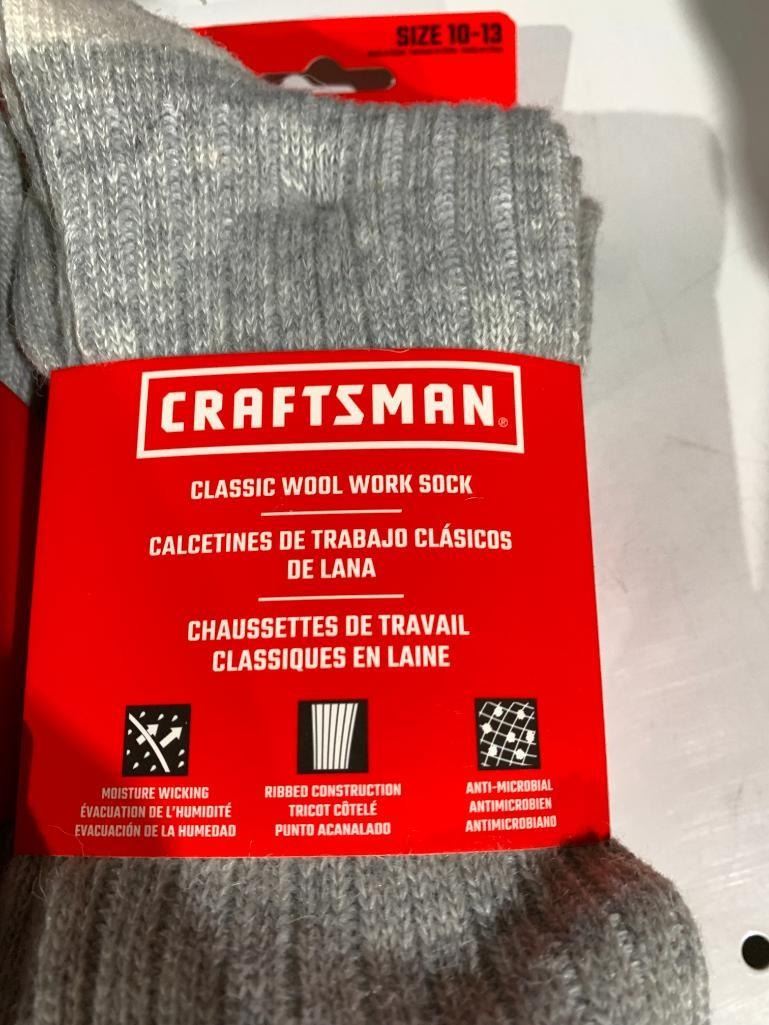 SIZE 10-13
CRAFTSMAN®
CLASSIC WOOL WORK SOCK
CALCETINES DE TRABAJO CLÁSICOS
DE LANA
CHAUSSETTES DE TRAVAIL
CLASSIQUES EN LAINE
MOISTURE WICKING
ÉVACUATION DE L'HUMIDITÉ
EVACUACIÓN DE LA HUMEDAD
RIBBED CONSTRUCTION
TRICOT CÔTELÉ
PUNTO ACANALADO
ANTI-MICROBIAL
ANTIMICROBIEN
ANTIMICROBIANO